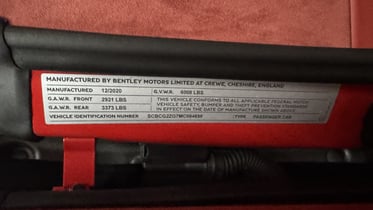 MANUFACTURED BY BENTLEY MOTORS LIMITED AT CREWE, CHESHIRE, ENGLAND
MANUFACTURED 12/2020 G.V.W.R. 6008 LBS
G.A.W.R. FRONT 2931 LBS THIS VEHICLE CONFORMS TO ALL APPLICABLE FEDERAL MOTOR
VEHICLE SAFETY, BUMPER AND THEFT PREVENTION STANDARDS
G.A.W.R. REAR 3373 LBS IN EFFECT ON THE DATE OF MANUFACTURE SHOWN ABOVE
VEHICLE IDENTIFICATION NUMBER TYPE PASSENGER CAR